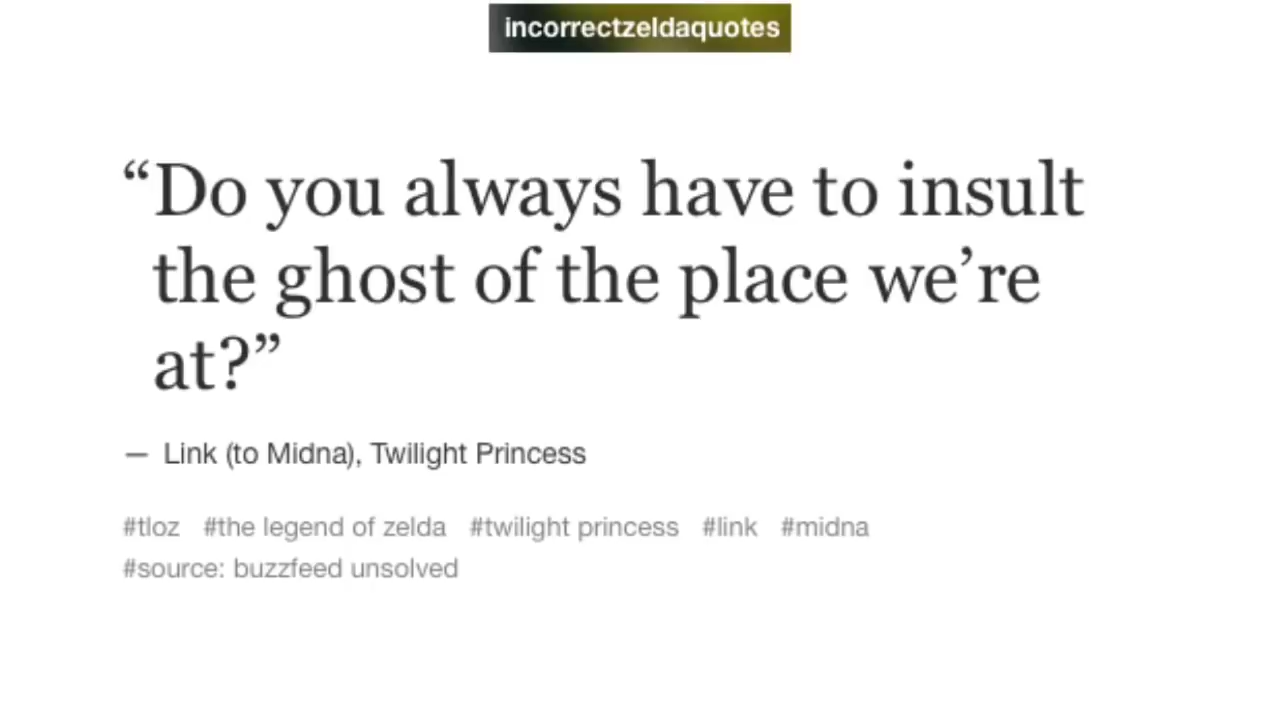 incorrectzeldaquotes
“Do you always have to insult
the ghost of the place we’re
at?”
— Link (to Midna), Twilight Princess
#tloz #the legend of zelda #twilight princess #link #midna
#source: buzzfeed unsolved